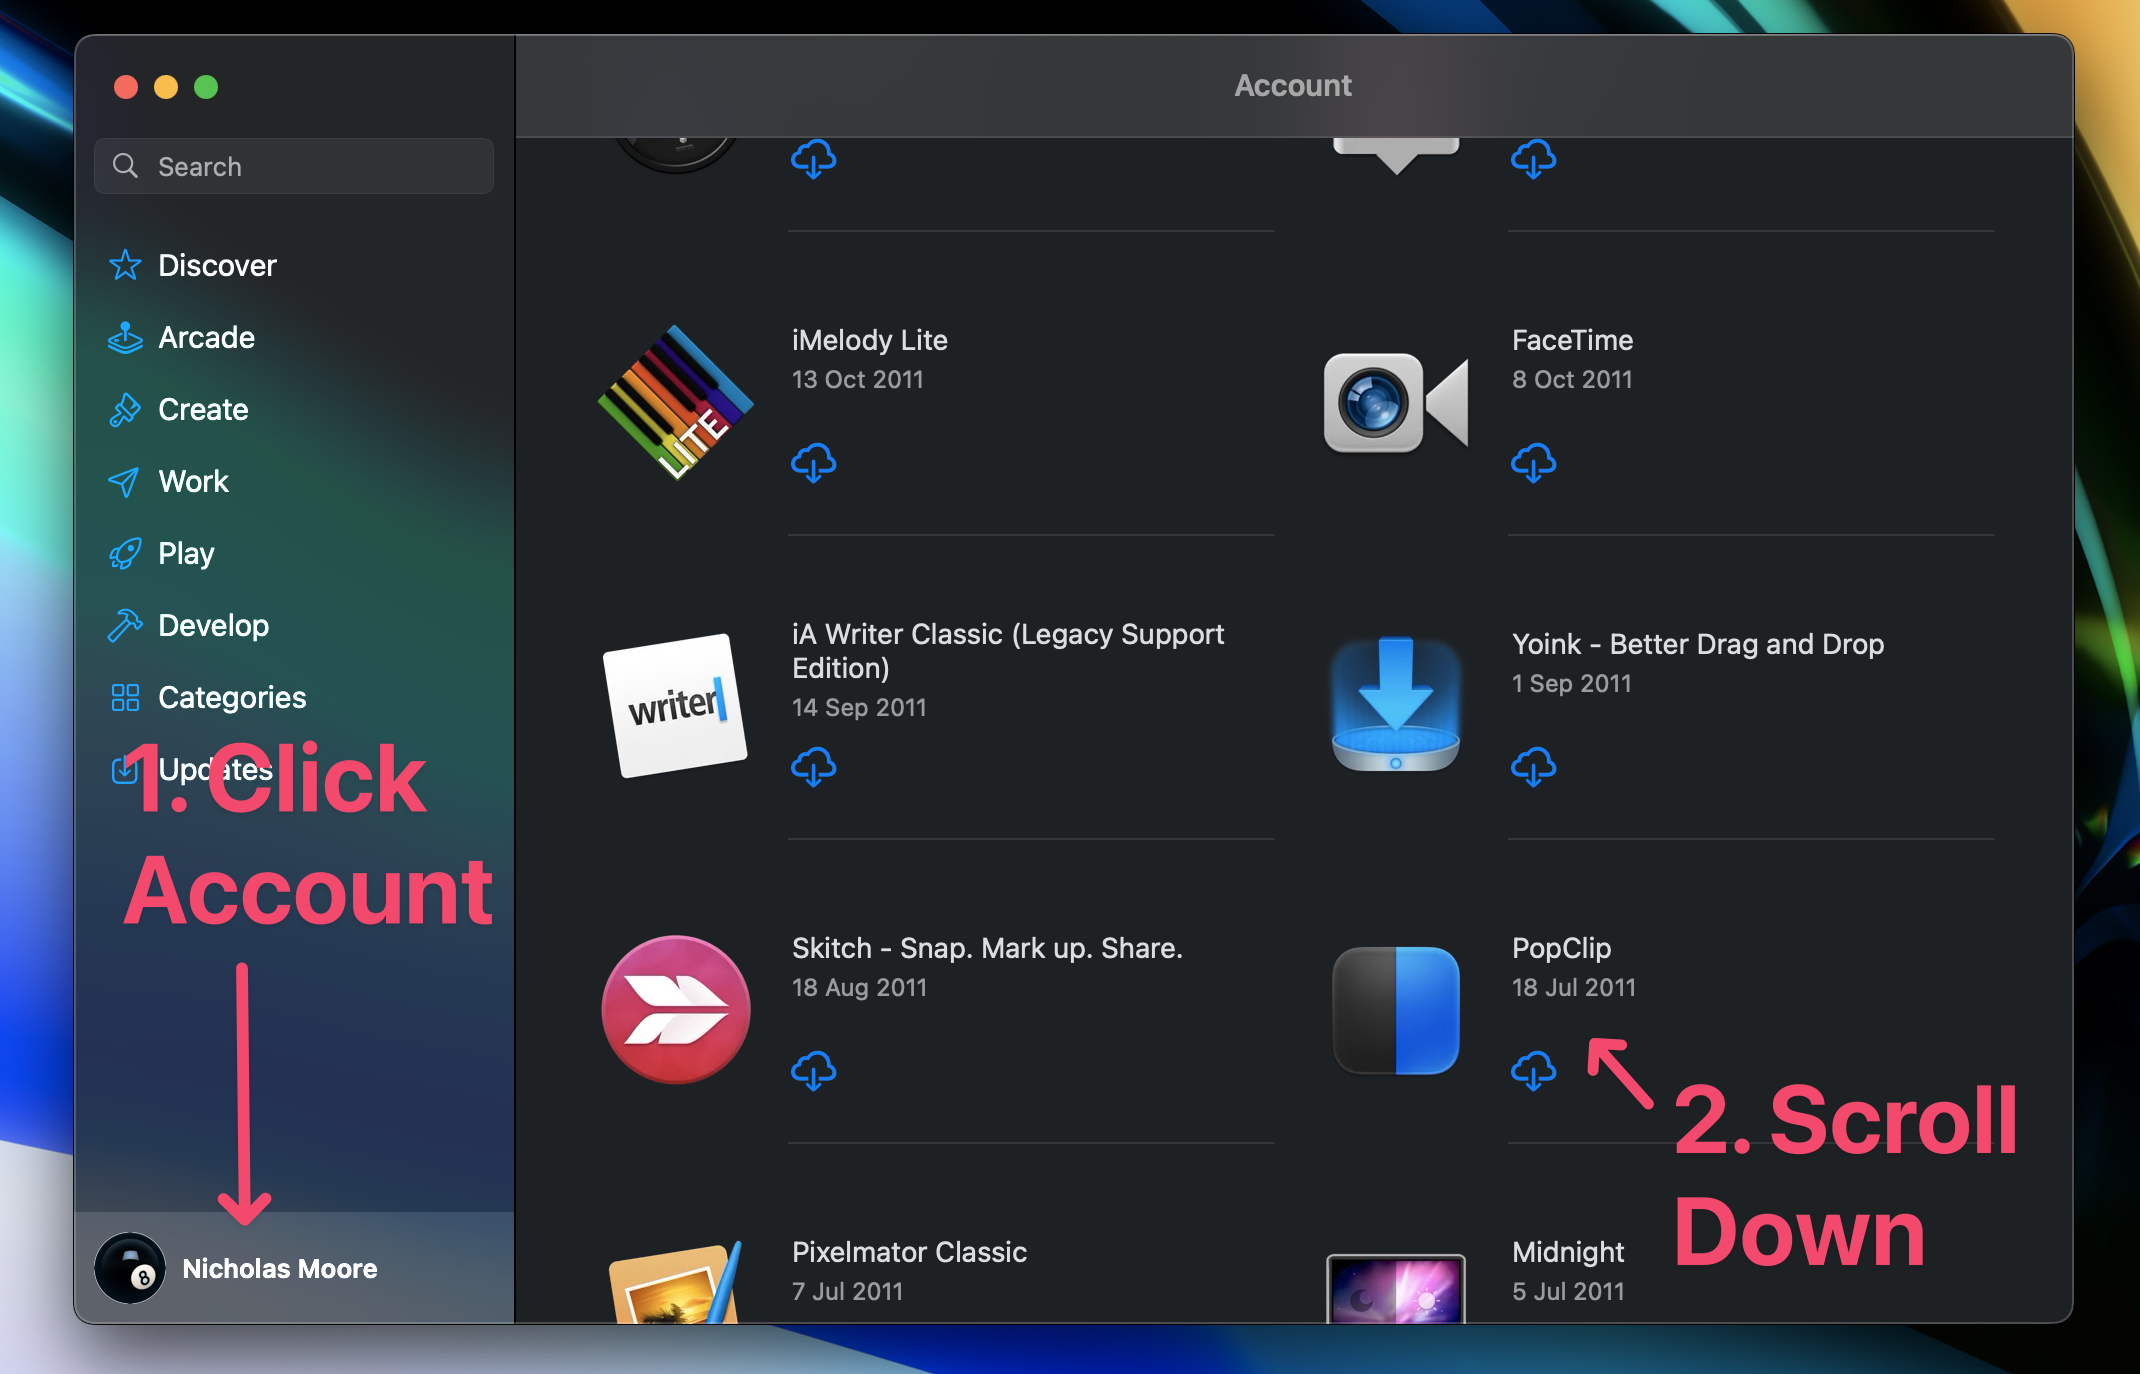 Account
Search
Discover
Arcade
Create
Work
Play
Develop
Categories
Updates
1. Click
Account
Nicholas Moore
8
iMelody Lite
13 Oct 2011
LITE
FaceTime
8 Oct 2011
iA Writer Classic (Legacy Support
Edition)
14 Sep 2011
writer
Yoink - Better Drag and Drop
1 Sep 2011
Skitch - Snap. Mark up. Share.
18 Aug 2011
PopClip
18 Jul 2011
2. Scroll
Down
Pixelmator Classic
7 Jul 2011
Midnight
5 Jul 2011